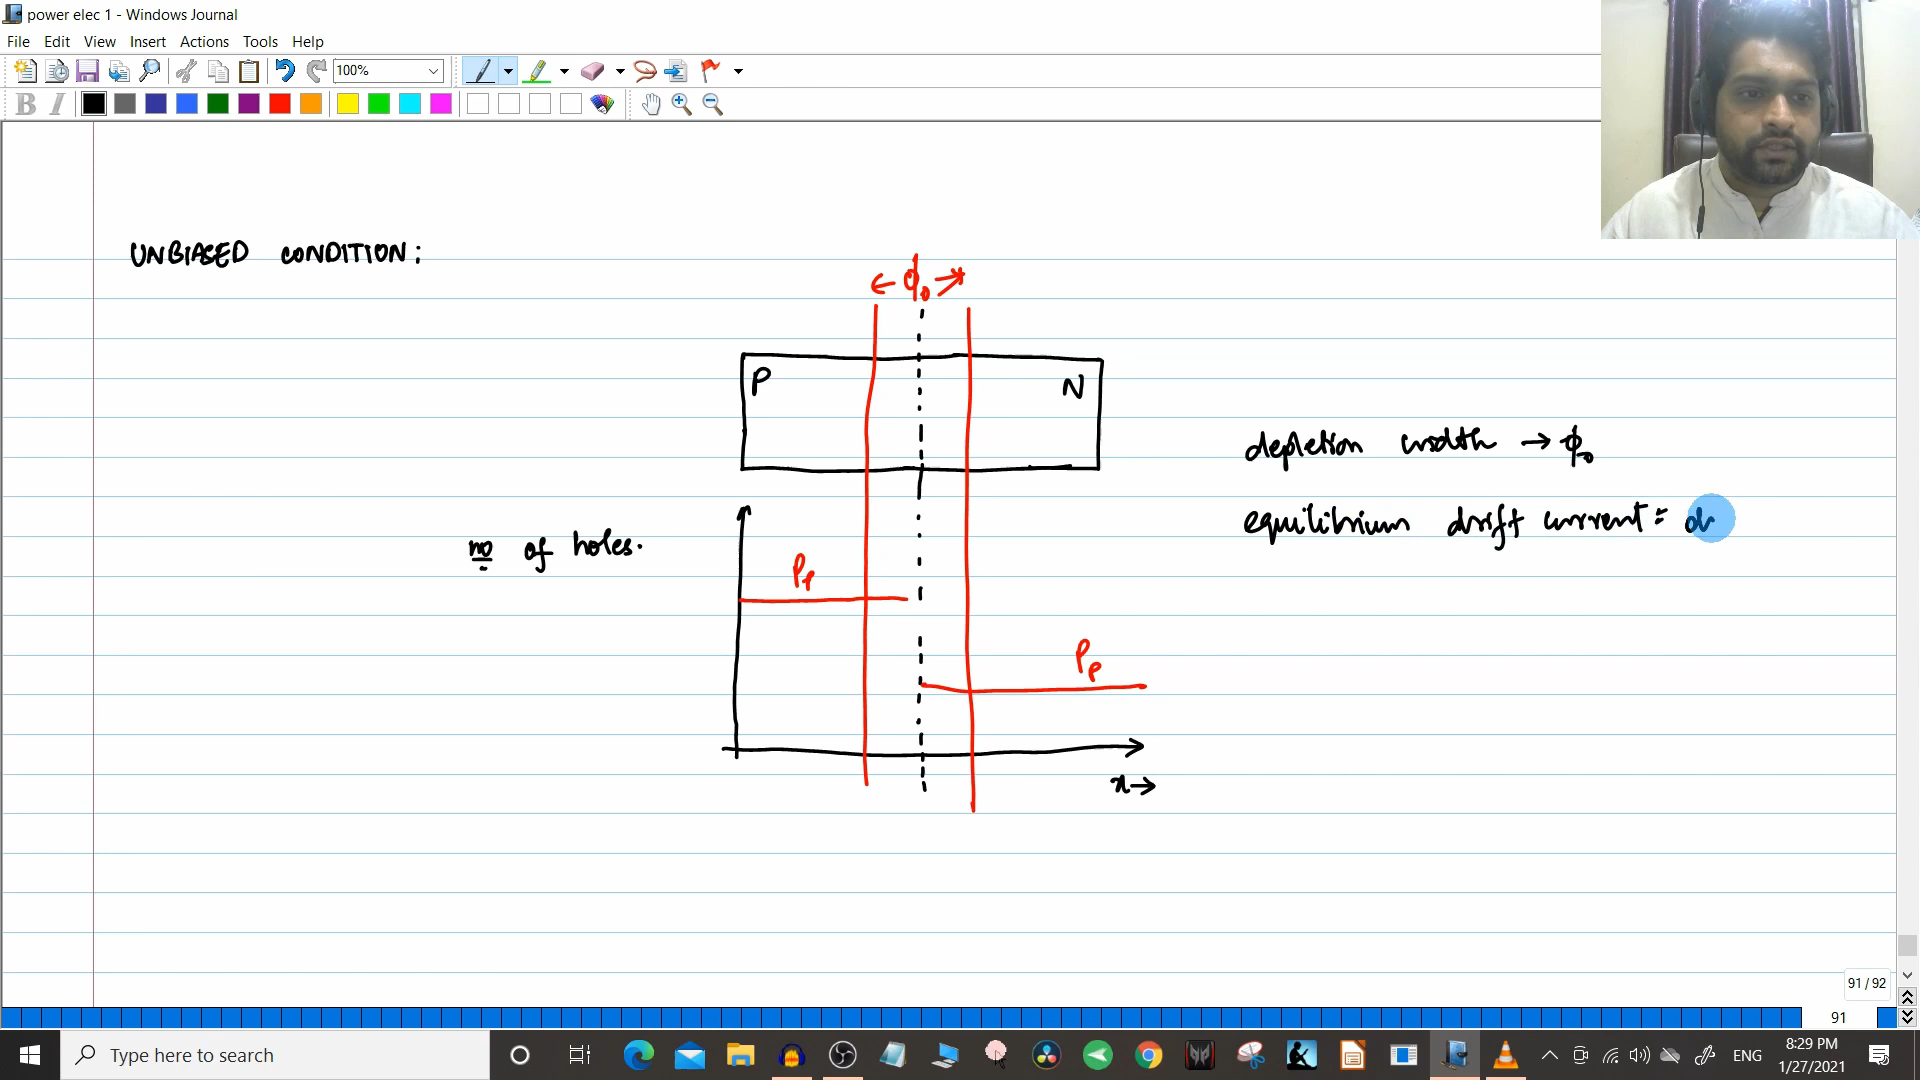 power elec 1 - Windows Journal
File Edit View Insert Actions Tools Help
100%
B I
UNBIASED CONDITION:
← ϕ₀ →
P N
depletion width → ϕ₀
equilibrium drift current = di
no of holes.
Pₚ
Pₚ
x→
91 / 92
91
Type here to search
ENG
8:29 PM
1/27/2021